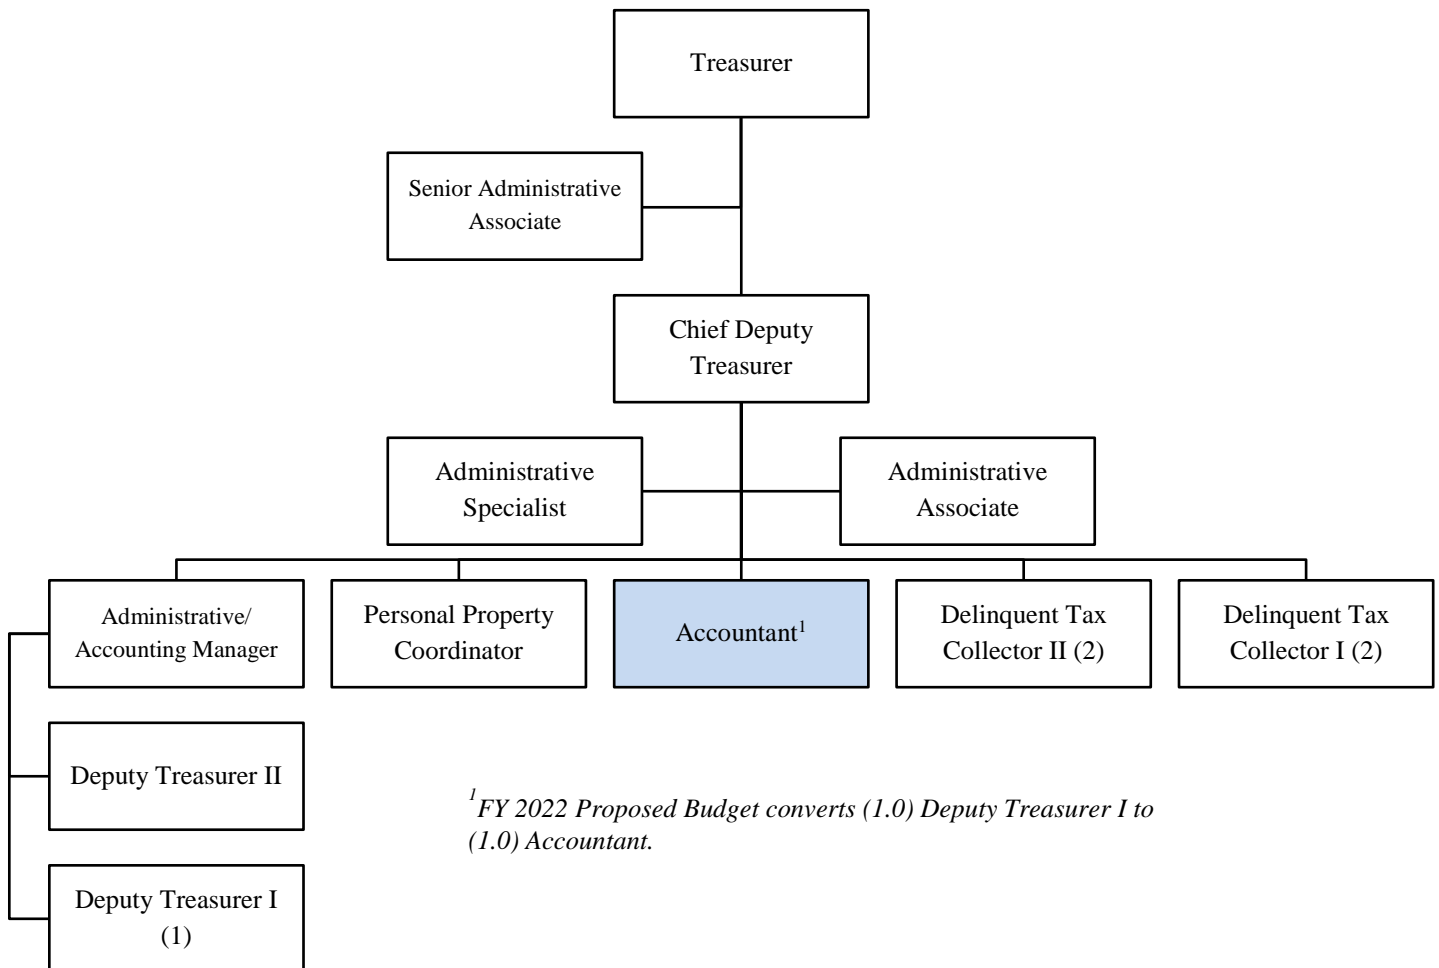 Treasurer
Senior Administrative
Associate
Chief Deputy
Treasurer
Administrative
Specialist
Administrative
Associate
Administrative/
Accounting Manager
Personal Property
Coordinator
Accountant¹
Delinquent Tax
Collector II (2)
Delinquent Tax
Collector I (2)
Deputy Treasurer II
Deputy Treasurer I
(1)
¹FY 2022 Proposed Budget converts (1.0) Deputy Treasurer I to
(1.0) Accountant.